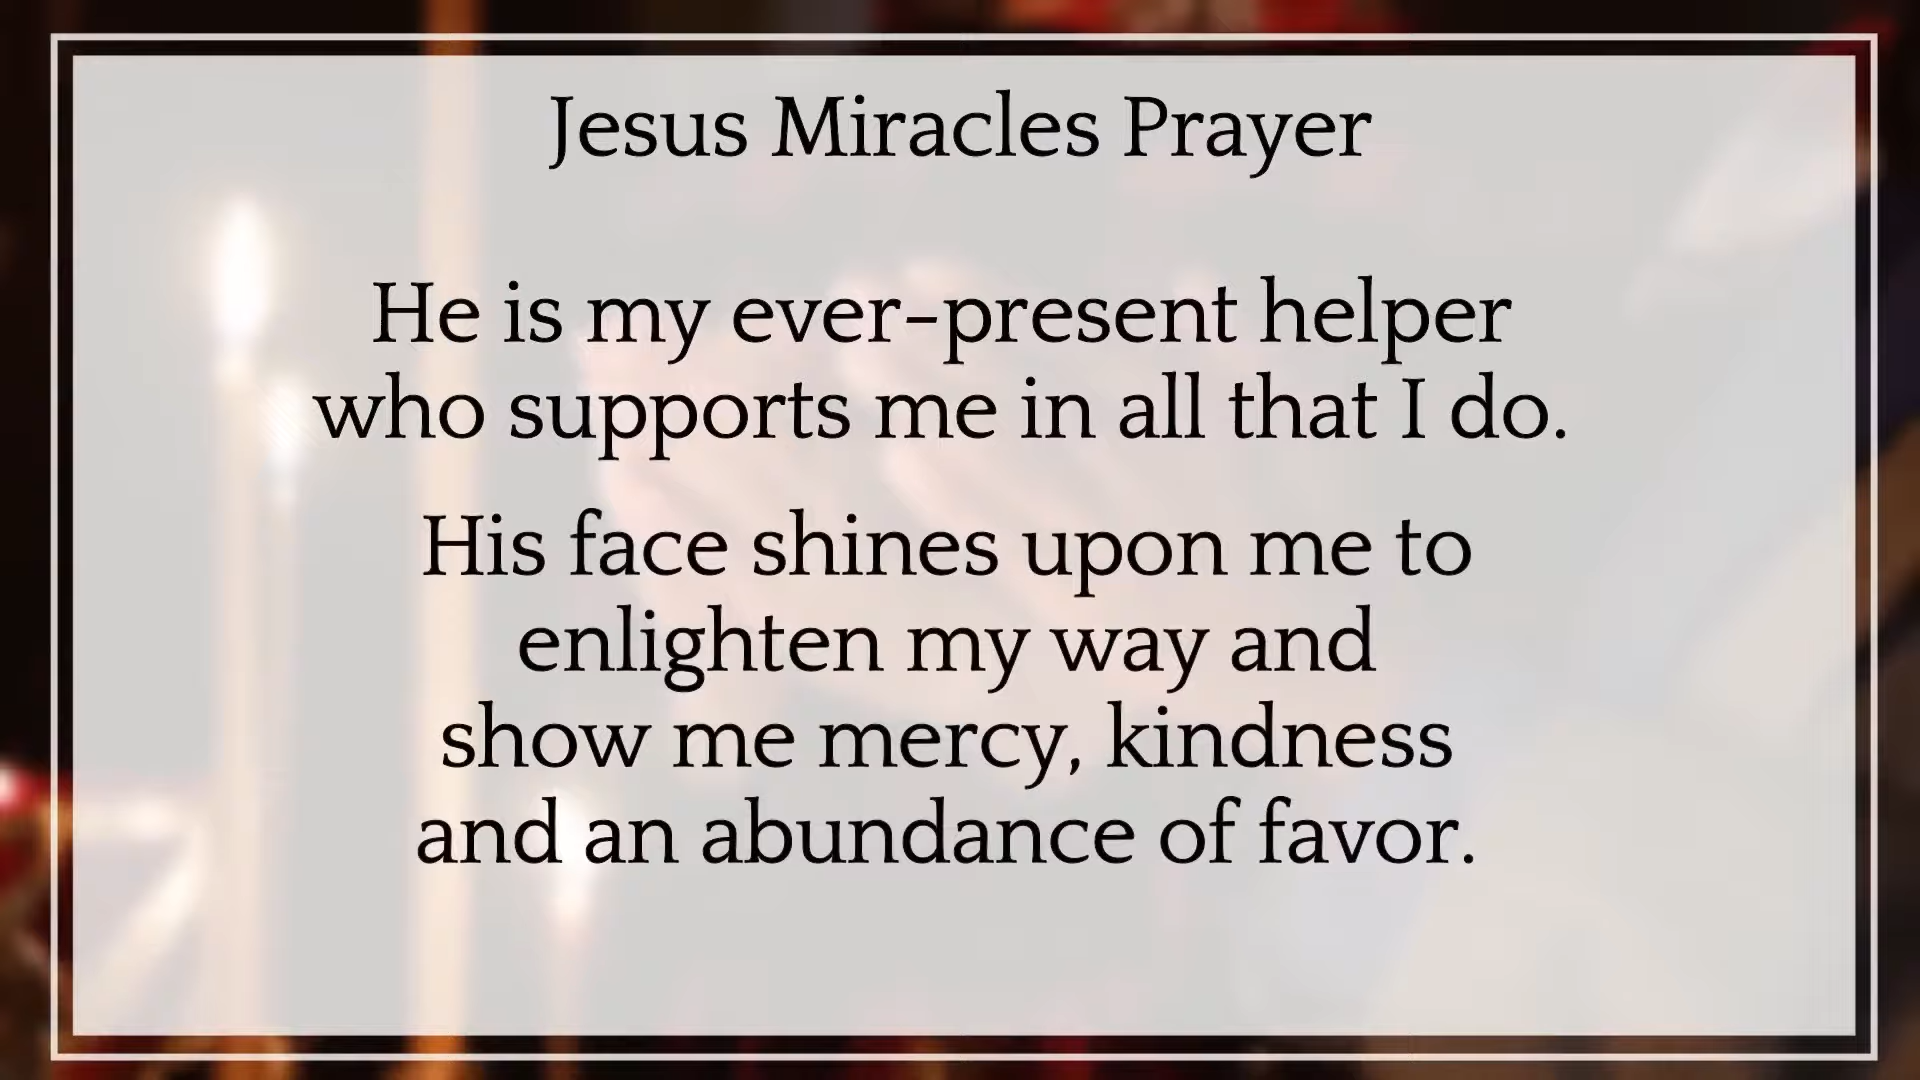 Jesus Miracles Prayer
He is my ever-present helper
who supports me in all that I do.
His face shines upon me to
enlighten my way and
show me mercy, kindness
and an abundance of favor.